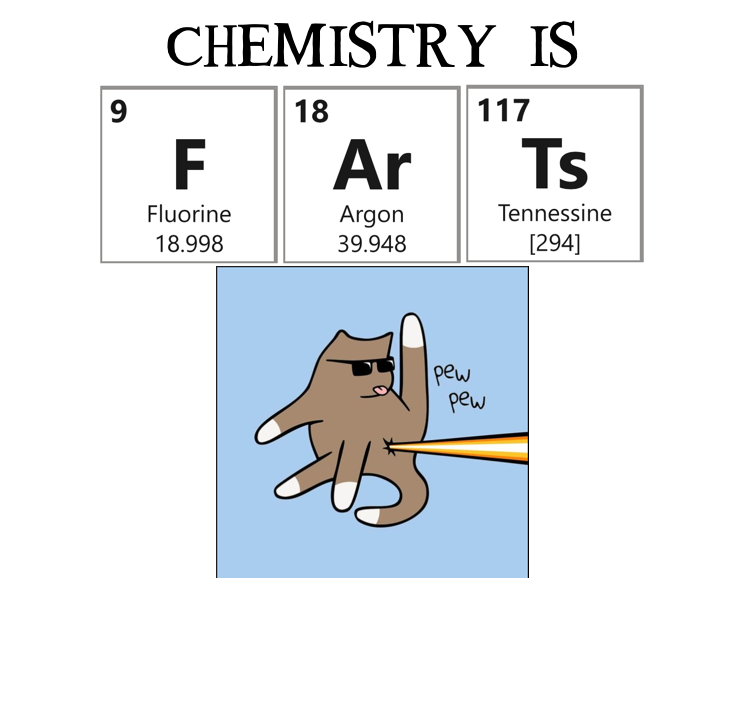 CHEMISTRY IS
9 18 117
F Ar Ts
Fluorine Argon Tennessine
18.998 39.948 [294]
pew
pew